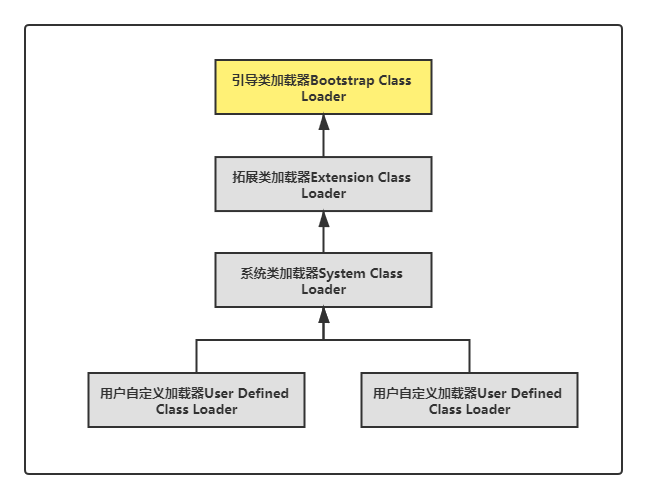 引导类加载器Bootstrap Class
Loader
拓展类加载器Extension Class
Loader
系统类加载器System Class
Loader
用户自定义加载器User Defined
Class Loader
用户自定义加载器User Defined
Class Loader